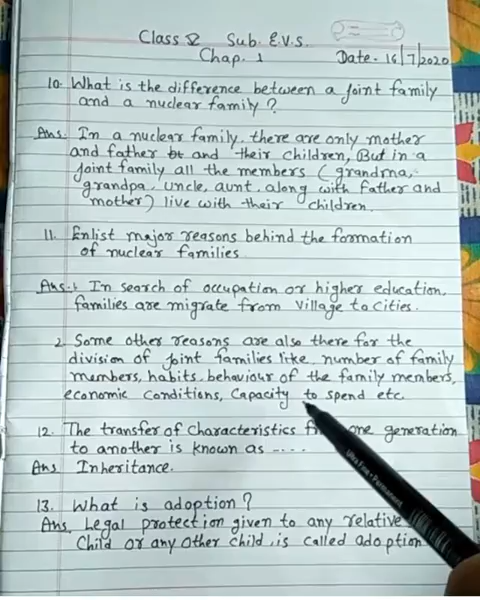 Class V Sub. E.V.S.
Chap. 1 Date - 16/7/2020
10. What is the difference between a joint family
and a nuclear family?
Ans. In a nuclear family, there are only mother
and father and their children, But in a
joint family all the members (grandma,
grandpa, uncle, aunt, along with father and
mother) live with their children.
11. Enlist major reasons behind the formation
of nuclear families.
Ans. 1. In search of occupation or higher education,
families are migrate from village to cities.
2. Some other reasons are also there for the
division of joint families like, number of family
members, habits, behaviour of the family members,
economic conditions, Capacity to spend etc.
12. The transfer of characteristics one generation
to another is known as ....
Ans. Inheritance.
13. What is adoption?
Ans. Legal protection given to any relative
Child or any other child, is called adoption
Ultra Fine • Permanent